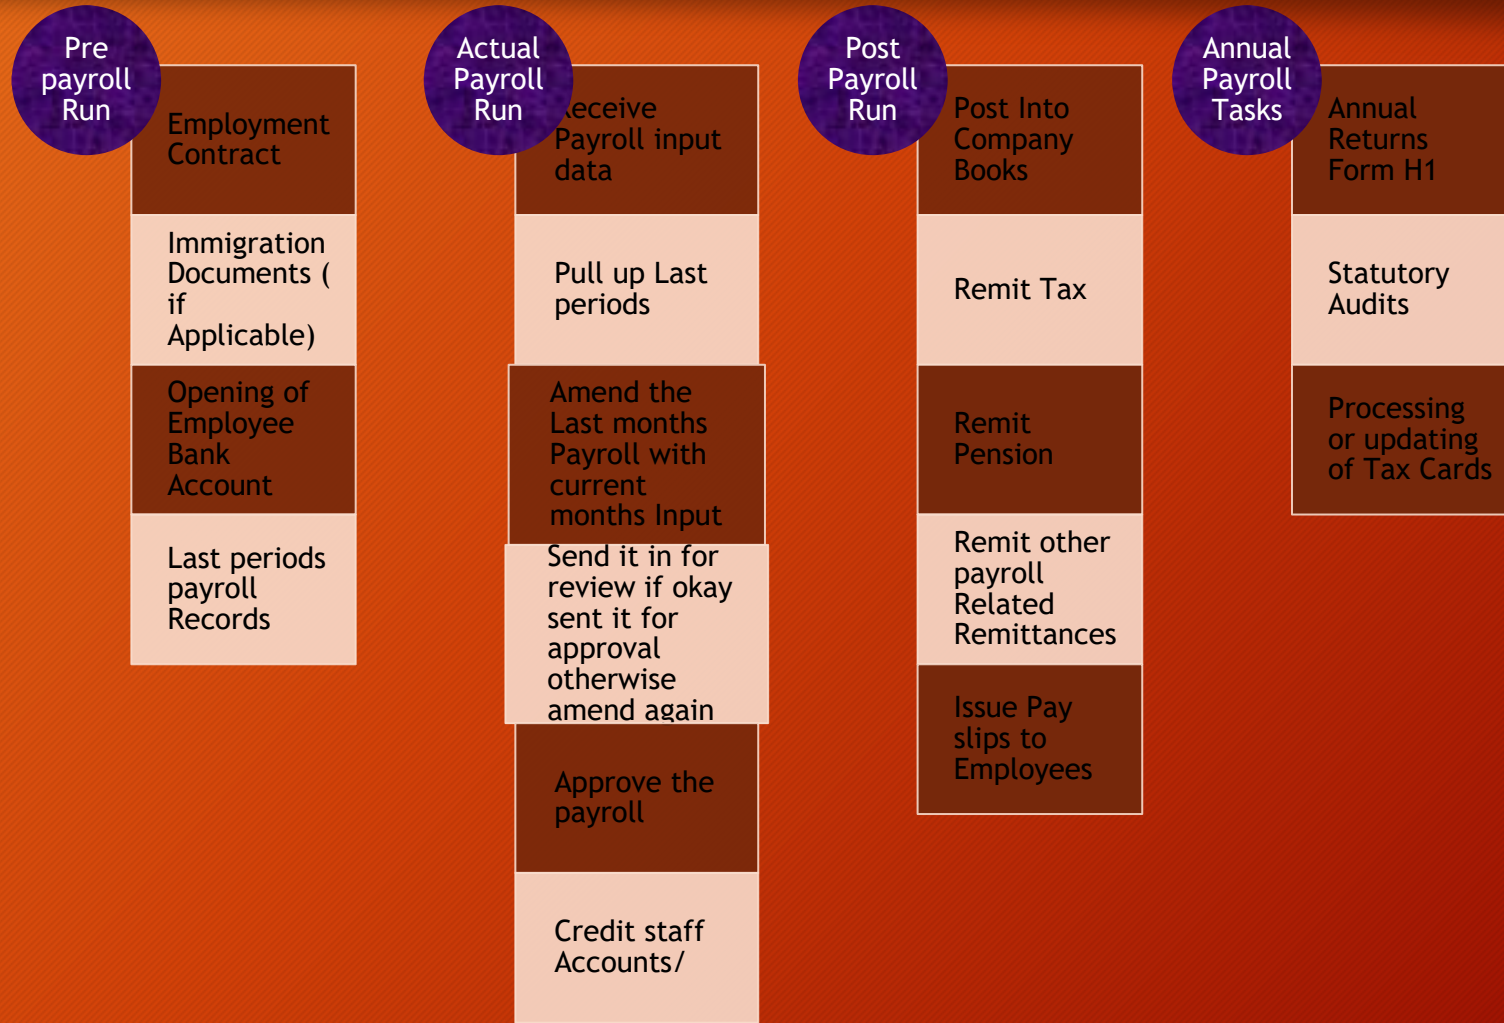 Pre
payroll
Run
Employment
Contract
Immigration
Documents (
if
Applicable)
Opening of
Employee
Bank
Account
Last periods
payroll
Records
Actual
Payroll
Run
Receive
Payroll input
data
Pull up Last
periods
Amend the
Last months
Payroll with
current
months Input
Send it in for
review if okay
sent it for
approval
otherwise
amend again
Approve the
payroll
Credit staff
Accounts/
Post
Payroll
Run
Post Into
Company
Books
Remit Tax
Remit
Pension
Remit other
payroll
Related
Remittances
Issue Pay
slips to
Employees
Annual
Payroll
Tasks
Annual
Returns
Form H1
Statutory
Audits
Processing
or updating
of Tax Cards